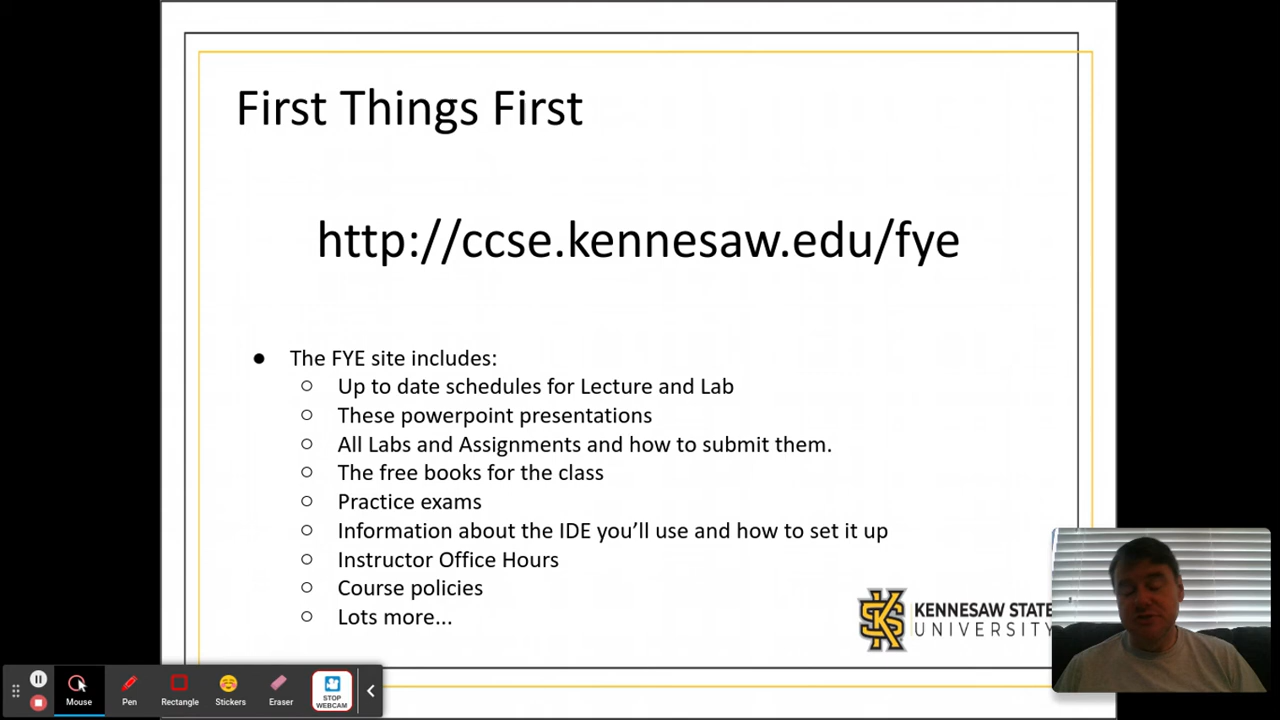 First Things First
http://ccse.kennesaw.edu/fye
● The FYE site includes:
○ Up to date schedules for Lecture and Lab
○ These powerpoint presentations
○ All Labs and Assignments and how to submit them.
○ The free books for the class
○ Practice exams
○ Information about the IDE you’ll use and how to set it up
○ Instructor Office Hours
○ Course policies
○ Lots more...
KENNESAW STATE
UNIVERSITY
Mouse
Pen
Rectangle
Stickers
Eraser
STOP
WEBCAM